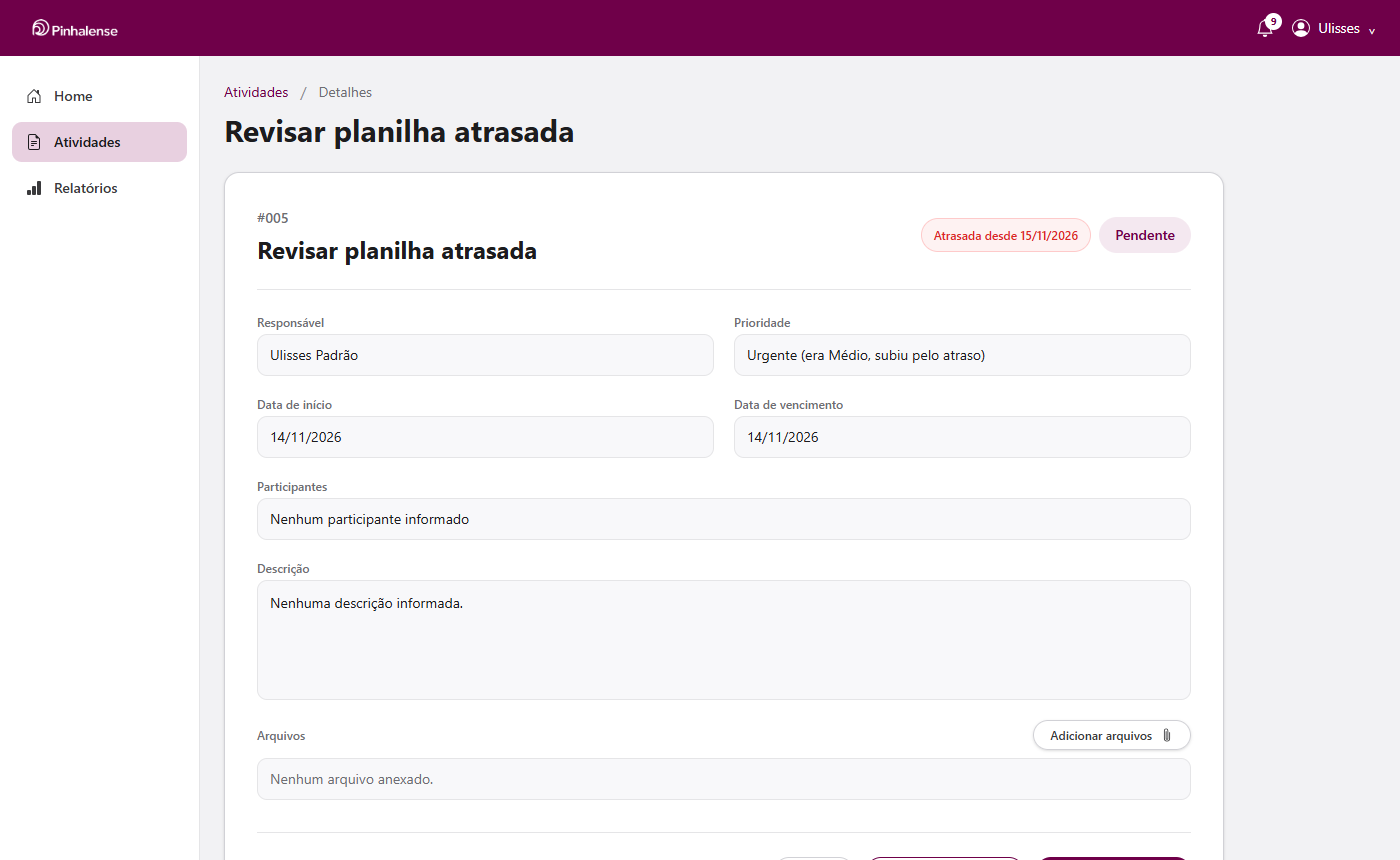 Pinhalense
9
Ulisses
Home
Atividades
Relatórios
Atividades / Detalhes
Revisar planilha atrasada
#005
Revisar planilha atrasada
Atrasada desde 15/11/2026
Pendente
Responsável
Prioridade
Ulisses Padrão
Urgente (era Médio, subiu pelo atraso)
Data de início
Data de vencimento
14/11/2026
14/11/2026
Participantes
Nenhum participante informado
Descrição
Nenhuma descrição informada.
Arquivos
Adicionar arquivos
Nenhum arquivo anexado.